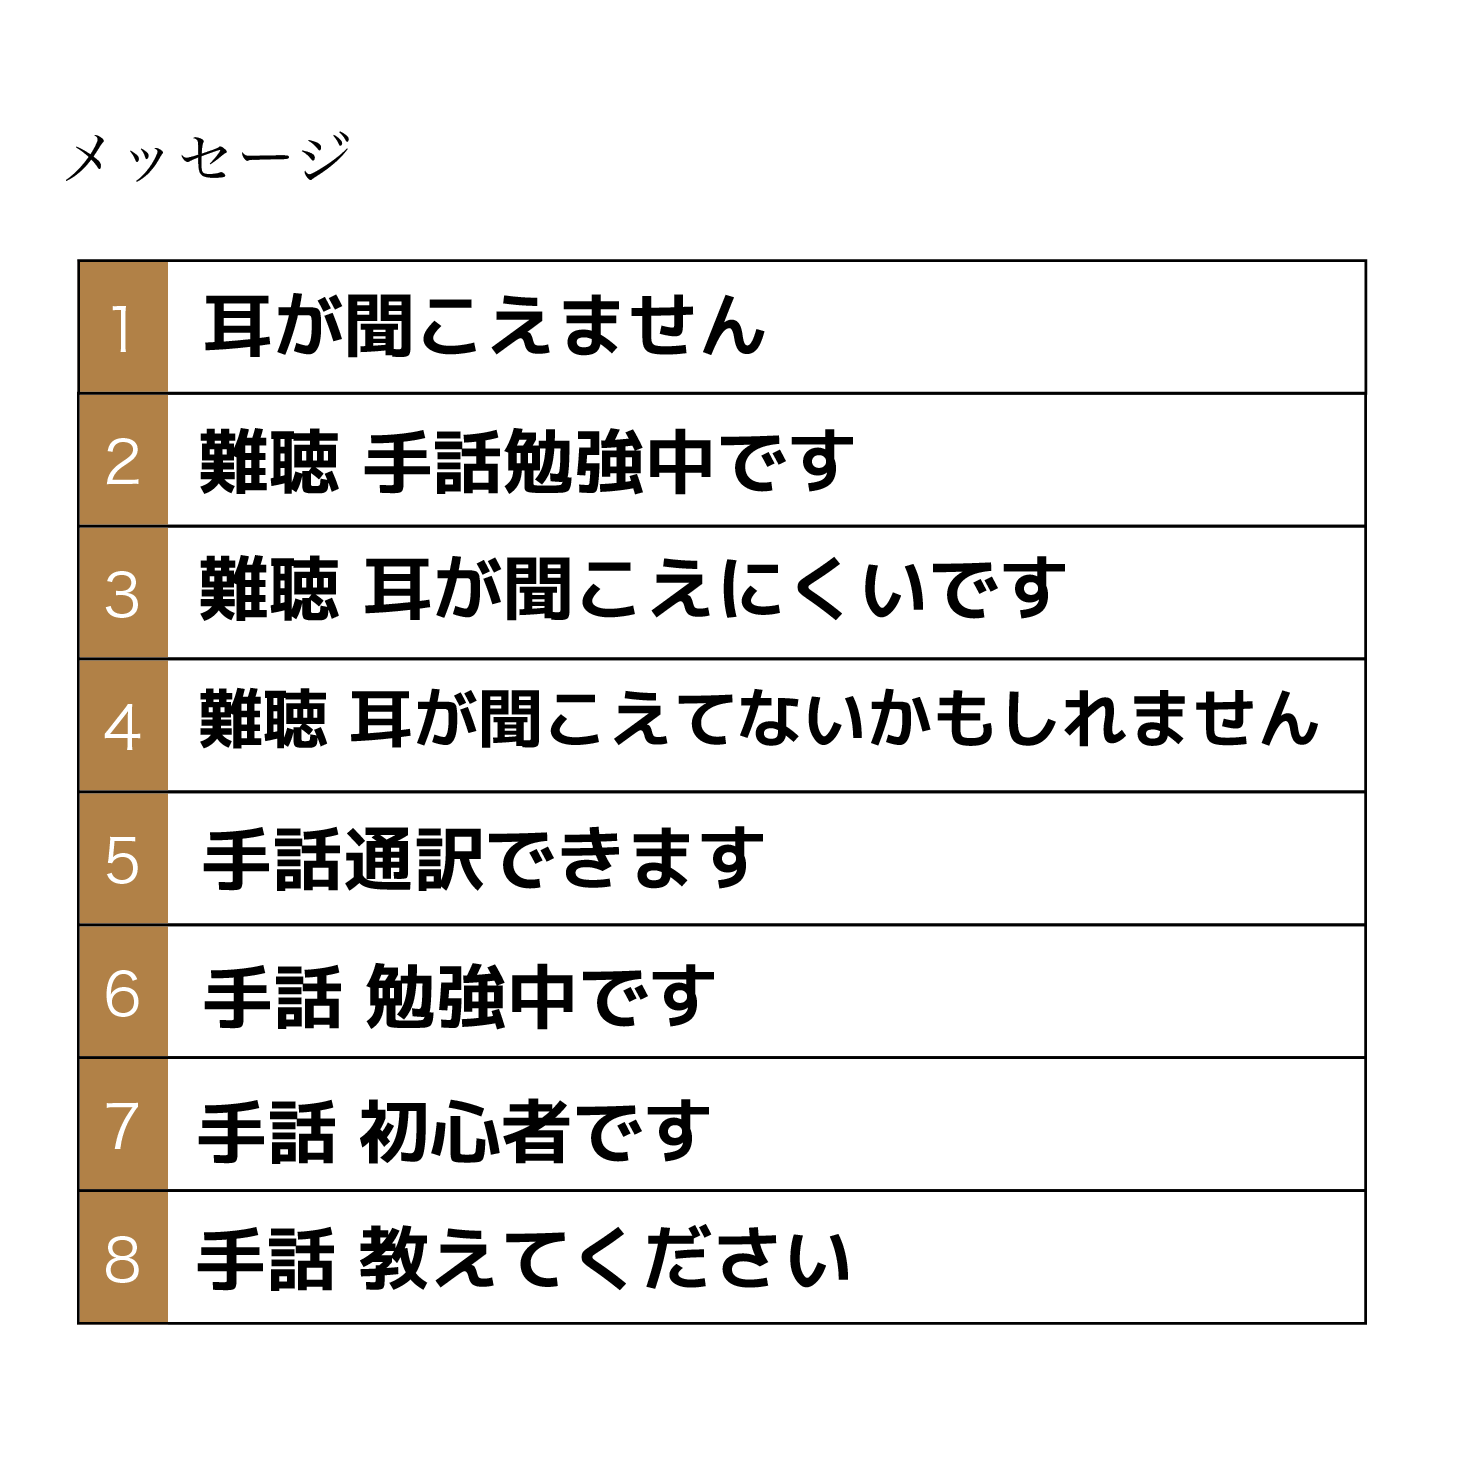 メッセージ
1 耳が聞こえません
2 難聴 手話勉強中です
3 難聴 耳が聞こえにくいです
4 難聴 耳が聞こえてないかもしれません
5 手話通訳できます
6 手話 勉強中です
7 手話 初心者です
8 手話 教えてください